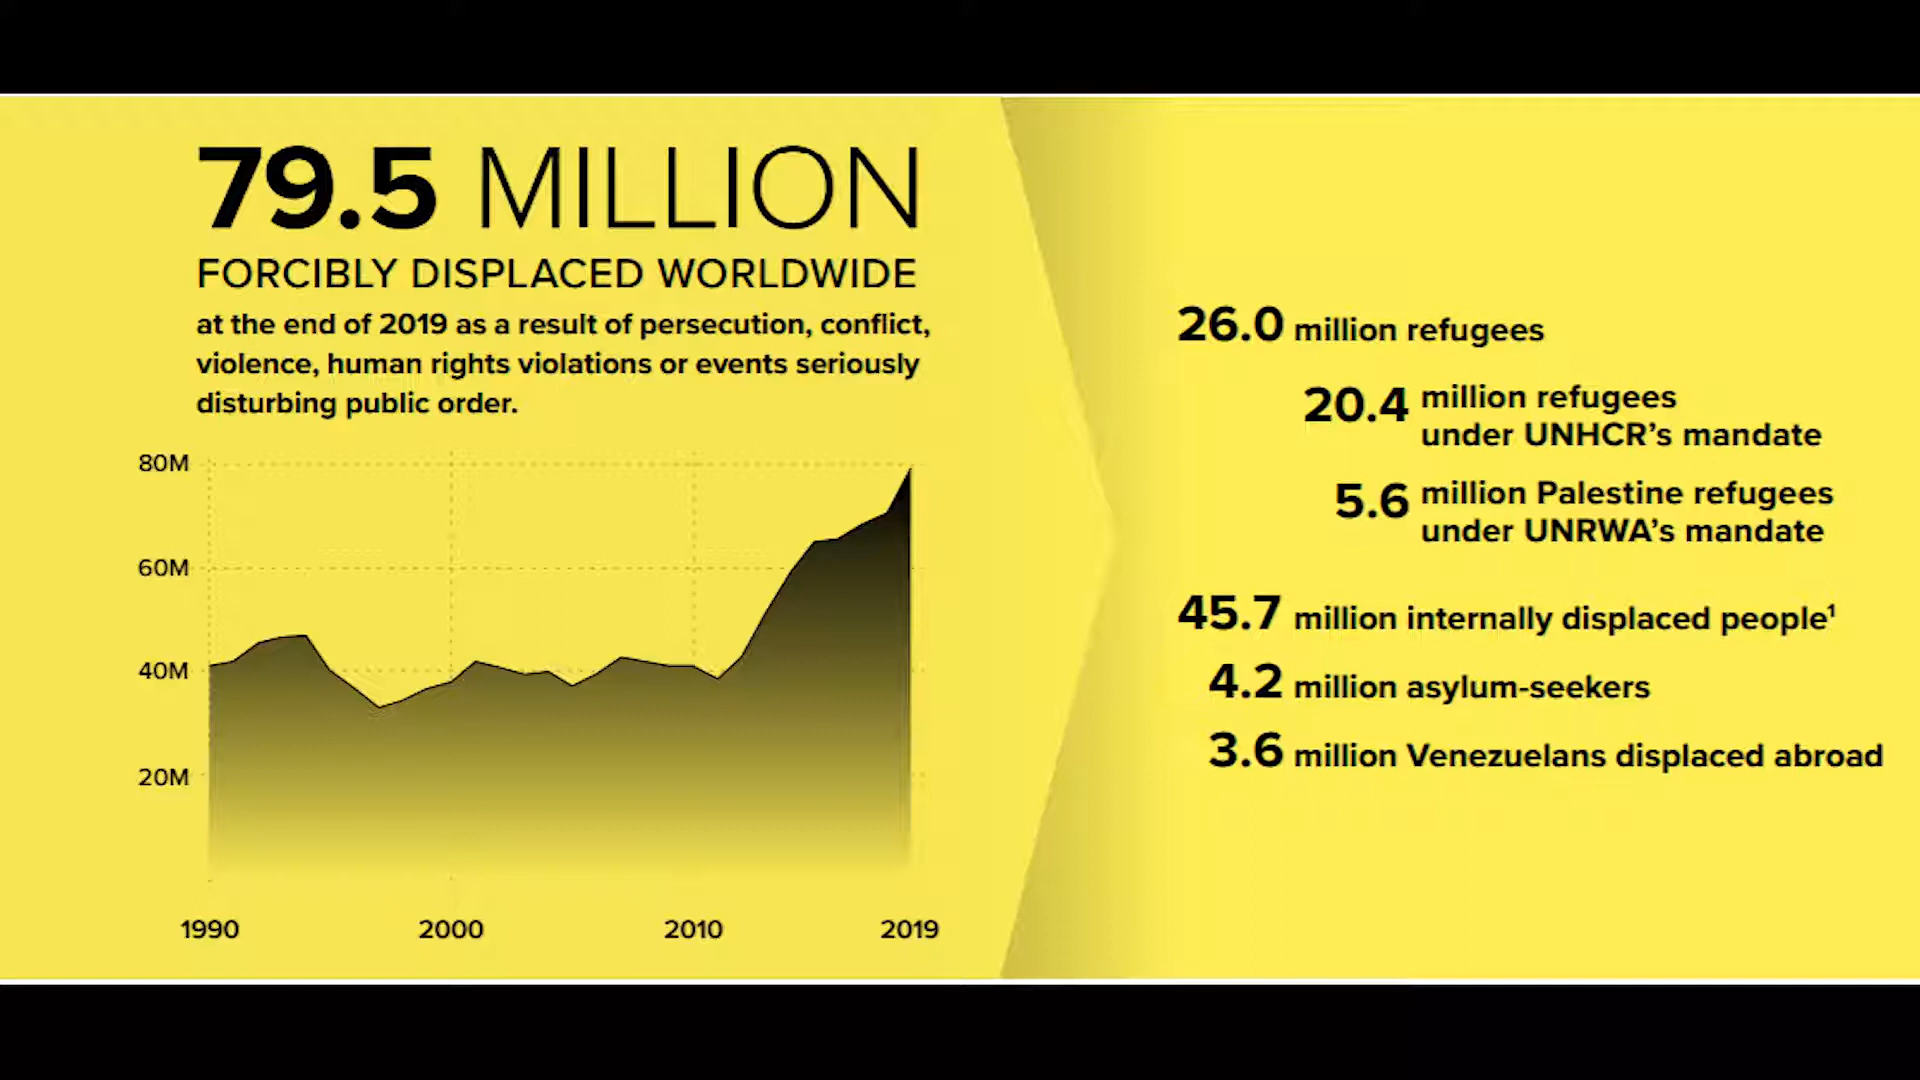 79.5 MILLION
FORCIBLY DISPLACED WORLDWIDE
at the end of 2019 as a result of persecution, conflict,
violence, human rights violations or events seriously
disturbing public order.
80M
60M
40M
20M
1990 2000 2010 2019
26.0 million refugees
20.4 million refugees
under UNHCR’s mandate
5.6 million Palestine refugees
under UNRWA’s mandate
45.7 million internally displaced people¹
4.2 million asylum-seekers
3.6 million Venezuelans displaced abroad